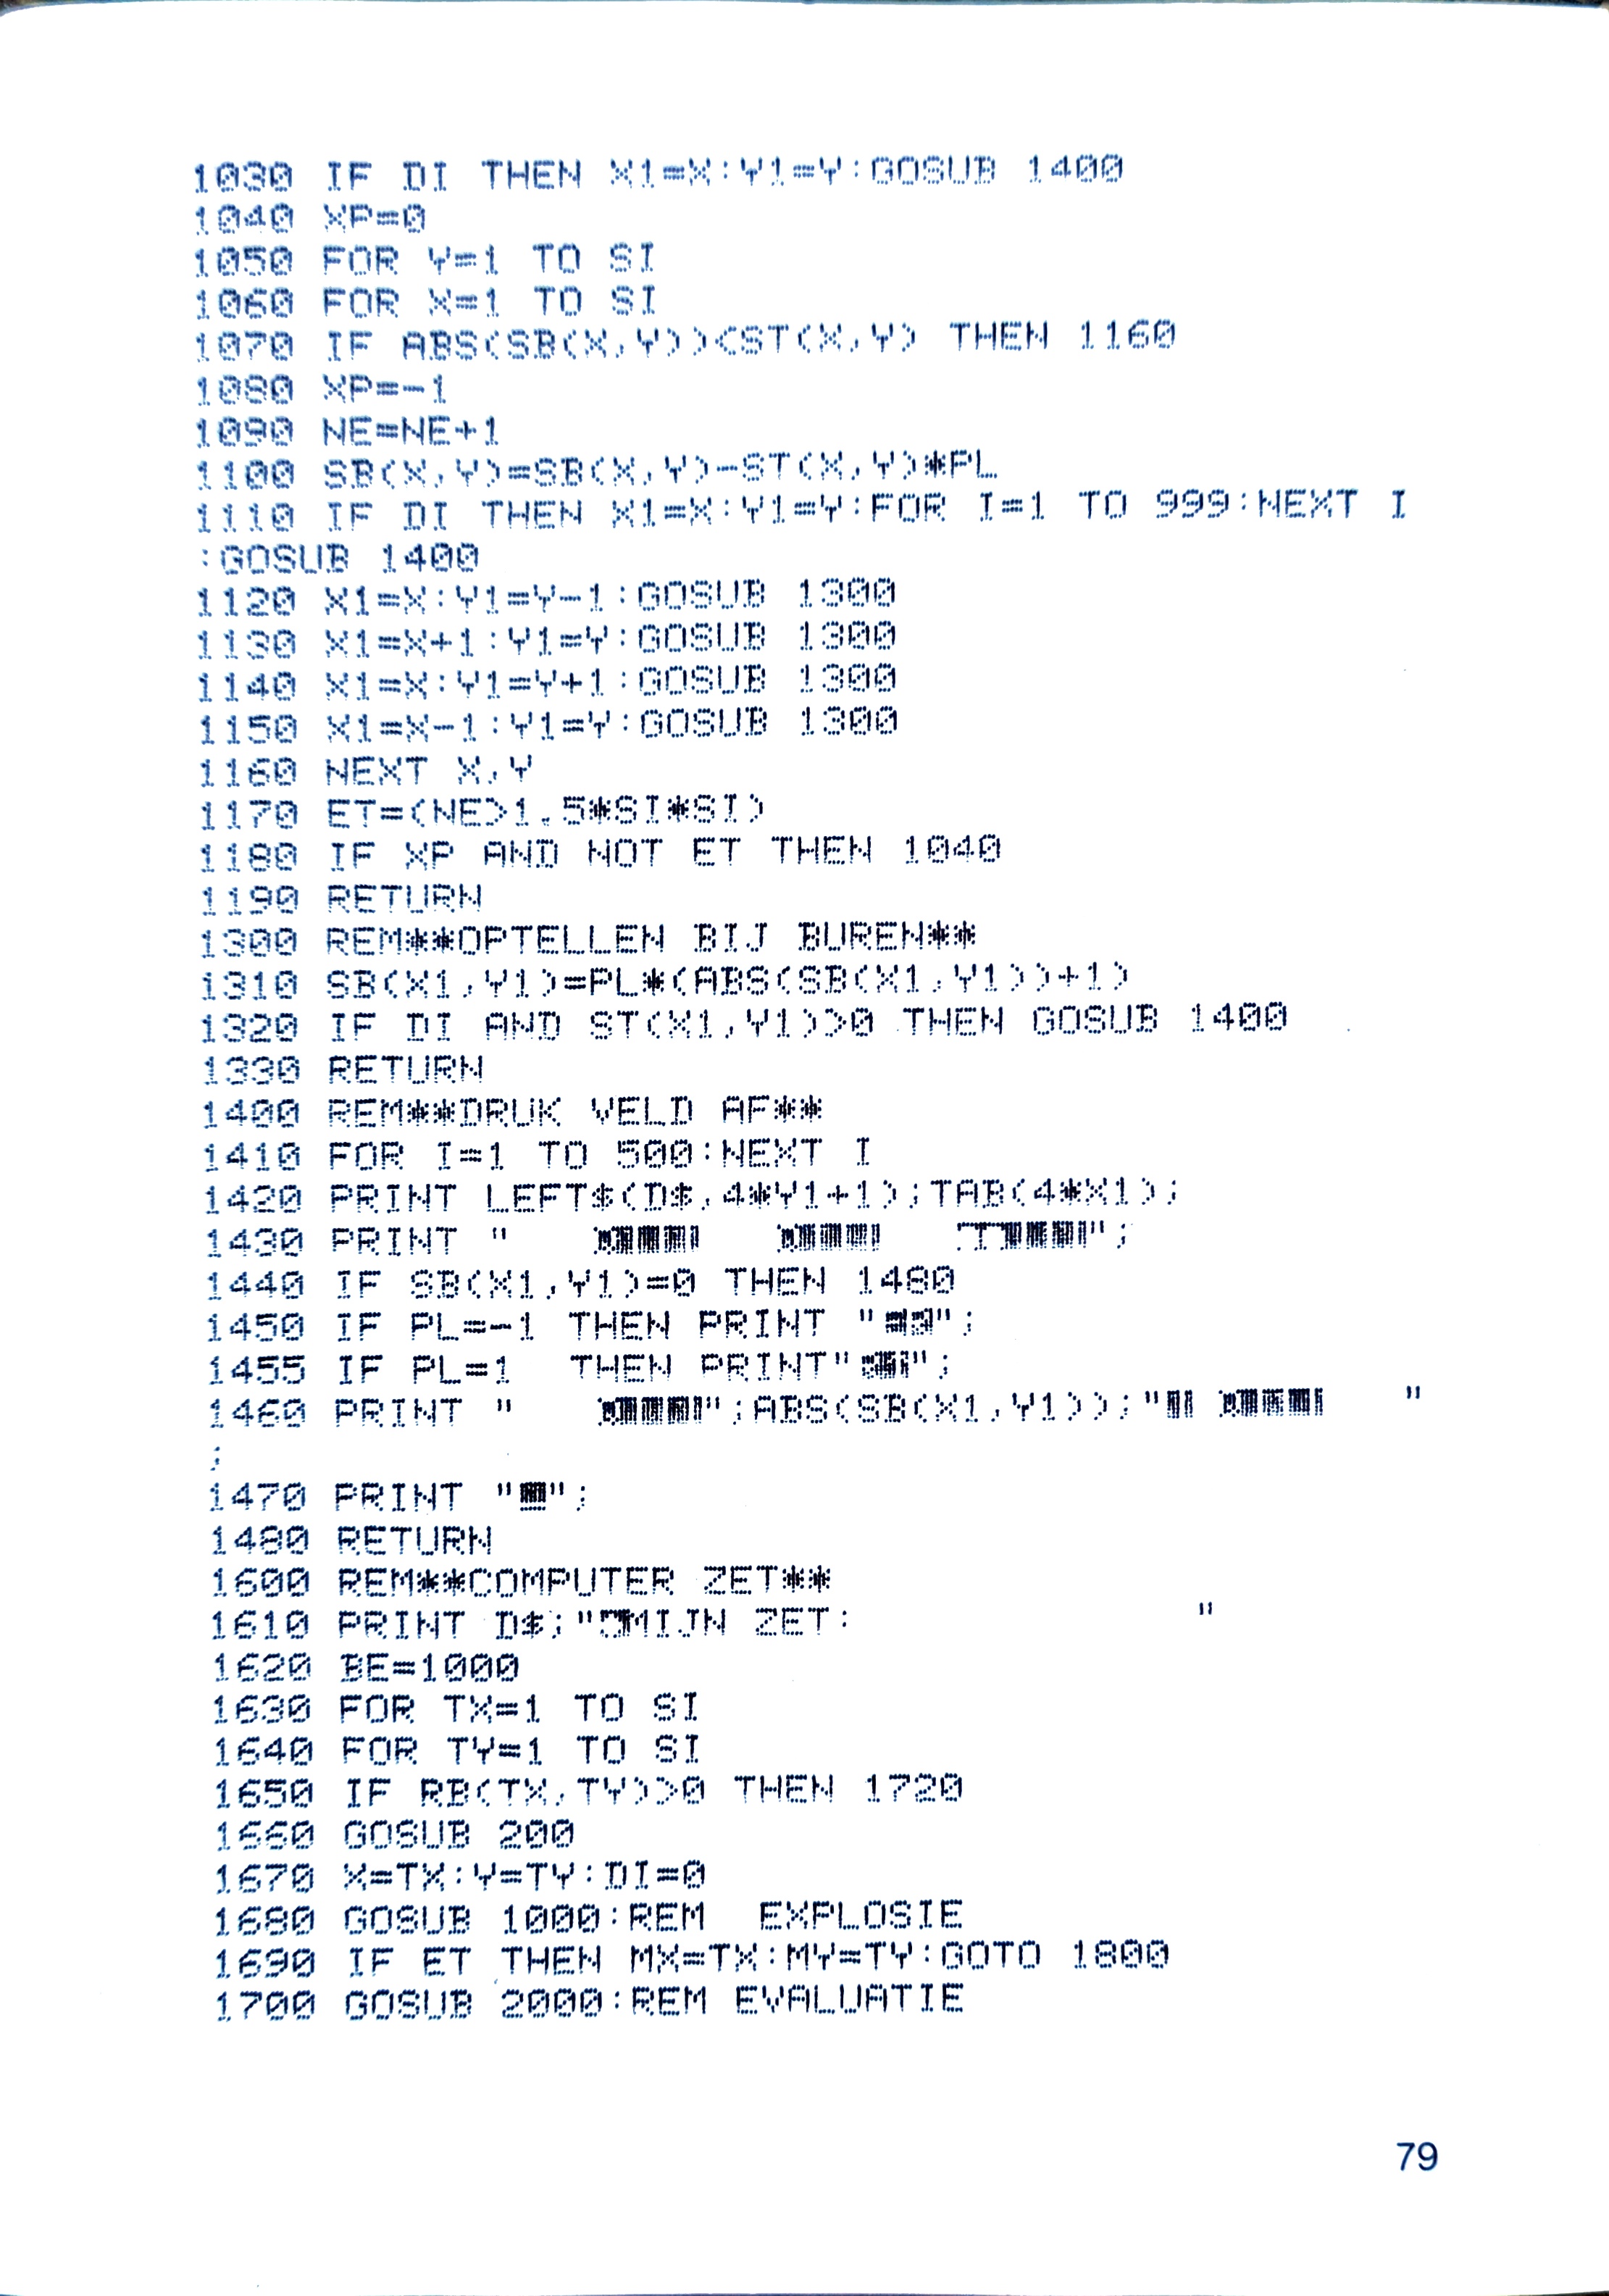 1030 IF DI THEN X1=X:Y1=Y:GOSUB 1400
1040 XP=0
1050 FOR Y=1 TO SI
1060 FOR X=1 TO SI
1070 IF ABS(SB(X,Y))<ST(X,Y) THEN 1160
1080 XP=-1
1090 NE=NE+1
1100 SB(X,Y)=SB(X,Y)-ST(X,Y)*PL
1110 IF DI THEN X1=X:Y1=Y:FOR I=1 TO 999:NEXT I
:GOSUB 1400
1120 X1=X:Y1=Y-1:GOSUB 1300
1130 X1=X+1:Y1=Y:GOSUB 1300
1140 X1=X:Y1=Y+1:GOSUB 1300
1150 X1=X-1:Y1=Y:GOSUB 1300
1160 NEXT X,Y
1170 ET=(NE>1.5*SI*SI)
1180 IF XP AND NOT ET THEN 1040
1190 RETURN
1300 REM**OPTELLEN BIJ BUREN**
1310 SB(X1,Y1)=PL*(ABS(SB(X1,Y1))+1)
1320 IF DI AND ST(X1,Y1)>0 THEN GOSUB 1400
1330 RETURN
1400 REM**DRUK VELD AF**
1410 FOR I=1 TO 500:NEXT I
1420 PRINT LEFT$(D$,4*Y1+1);TAB(4*X1);
1430 PRINT " ";
1440 IF SB(X1,Y1)=0 THEN 1480
1450 IF PL=-1 THEN PRINT " ";
1455 IF PL=1 THEN PRINT" ";
1460 PRINT " ";ABS(SB(X1,Y1));" "
;
1470 PRINT " ";
1480 RETURN
1600 REM**COMPUTER ZET**
1610 PRINT D$;" MIJN ZET: "
1620 BE=1000
1630 FOR TX=1 TO SI
1640 FOR TY=1 TO SI
1650 IF RB(TX,TY)>0 THEN 1720
1660 GOSUB 200
1670 X=TX:Y=TY:DI=0
1680 GOSUB 1000:REM EXPLOSIE
1690 IF ET THEN MX=TX:MY=TY:GOTO 1800
1700 GOSUB 2000:REM EVALUATIE
79